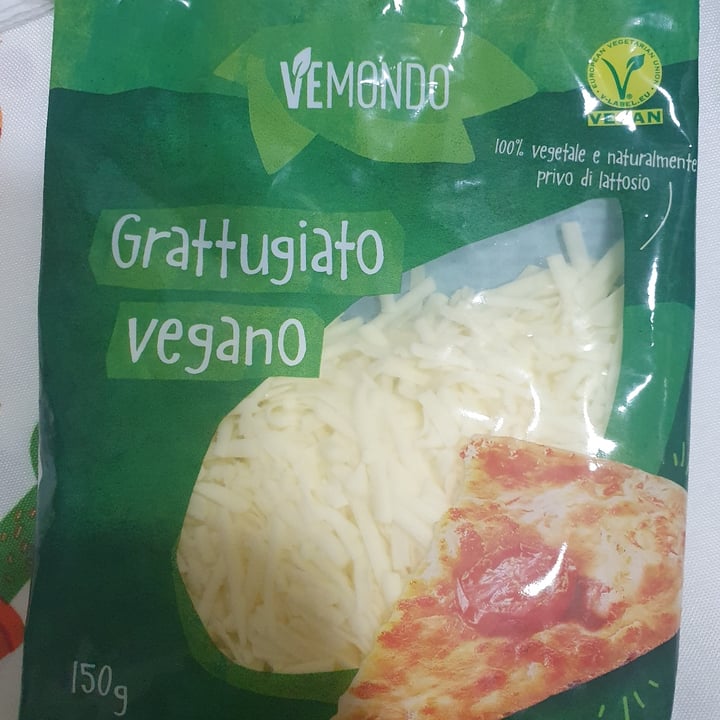 VEMONDO
EUROPEAN VEGETARIAN UNION
V-LABEL.EU
VEGAN
100% vegetale e naturalmente
privo di lattosio
Grattugiato
vegano
150g